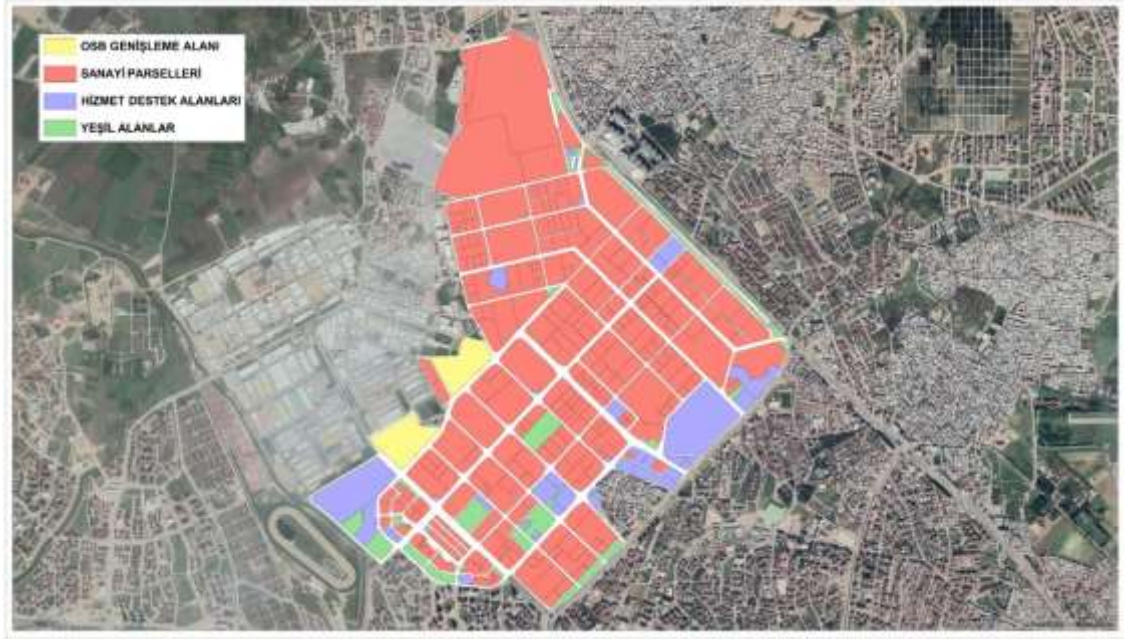 OSB GENİŞLEME ALANI
SANAYİ PARSELLERİ
HİZMET DESTEK ALANLARI
YEŞİL ALANLAR